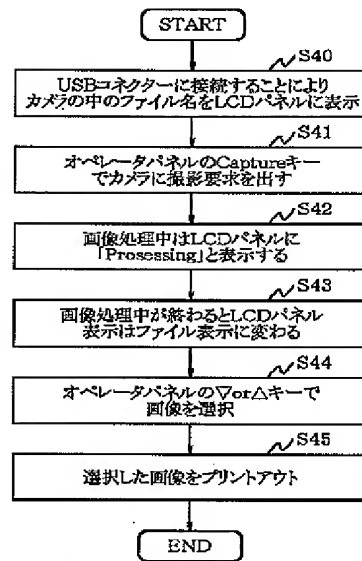 START
S40
USBコネクターに接続することにより
カメラの中のファイル名をLCDパネルに表示
S41
オペレータパネルのCaptureキー
でカメラに撮影要求を出す
S42
画像処理中はLCDパネルに
「Prosessing」と表示する
S43
画像処理中が終わるとLCDパネル
表示はファイル表示に変わる
S44
オペレータパネルの▽or△キーで
画像を選択
S45
選択した画像をプリントアウト
END